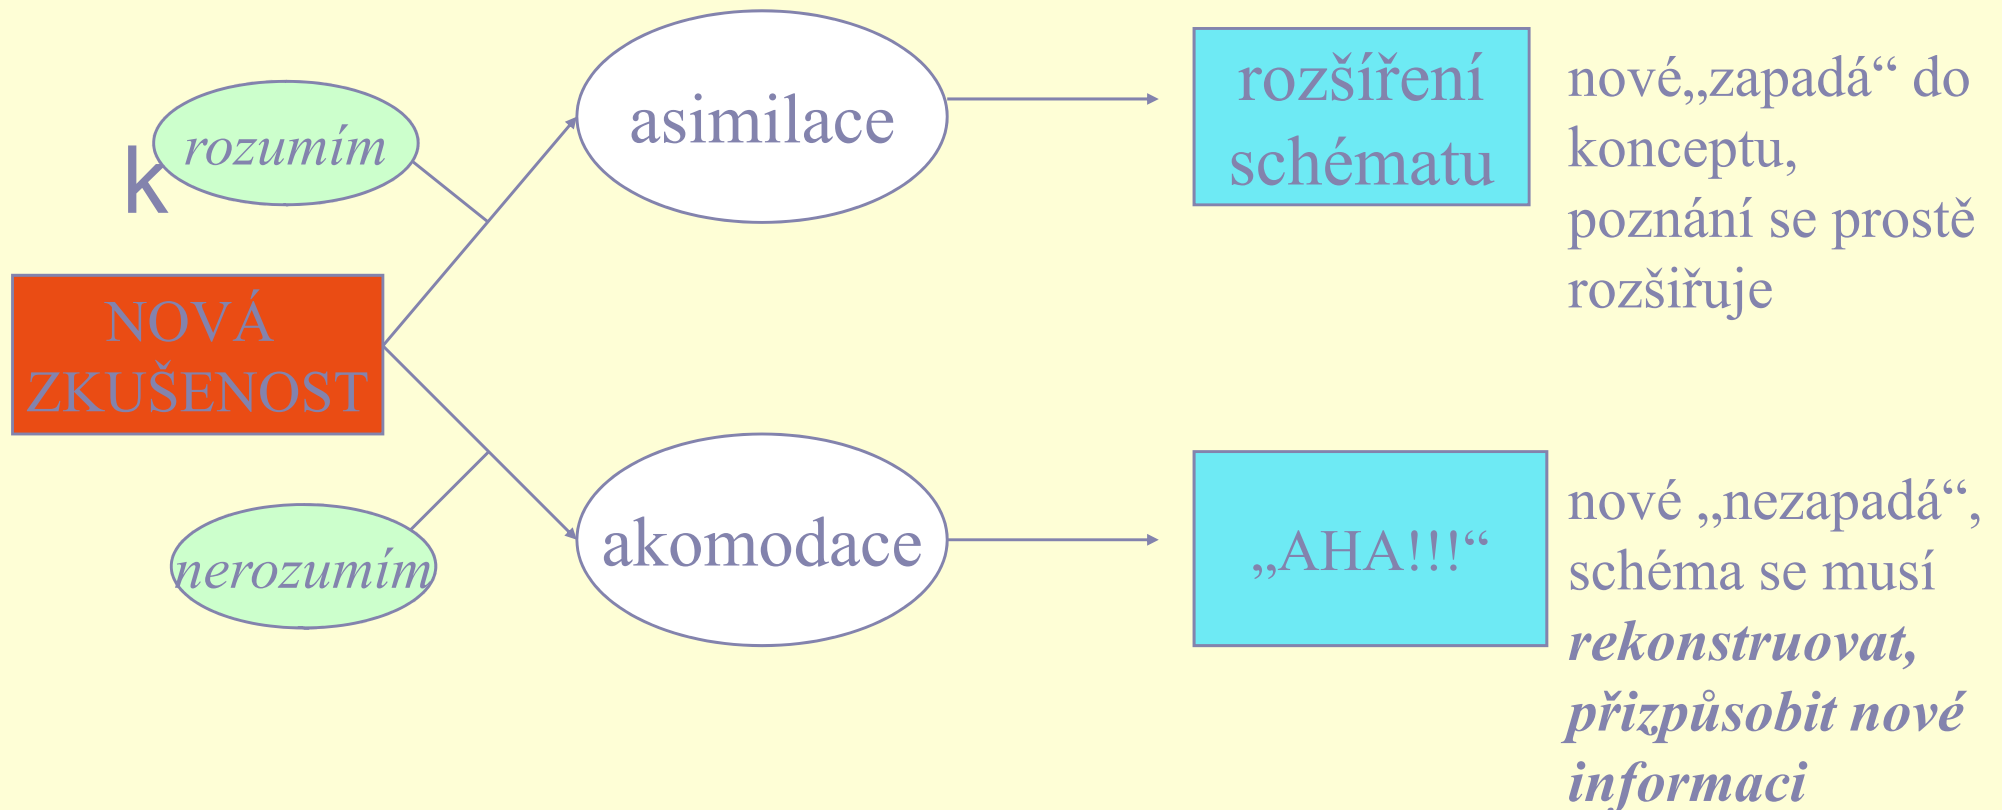 k
rozumím
NOVÁ
ZKUŠENOST
nerozumím
asimilace
akomodace
rozšíření
schématu
„AHA!!!“
nové„zapadá“ do
konceptu,
poznání se prostě
rozšiřuje
nové „nezapadá“,
schéma se musí
rekonstruovat,
přizpůsobit nové
informaci